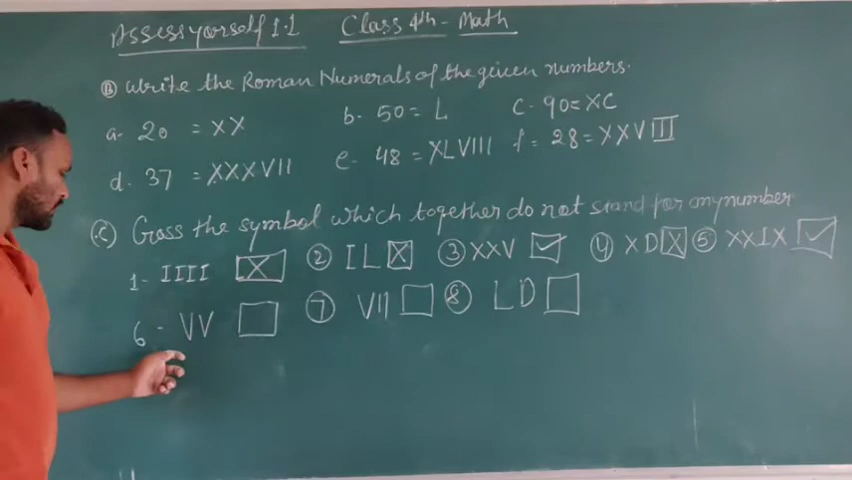 Assess yourself 1.1 Class 4th - Math
(B) Write the Roman Numerals of the given numbers.
a- 20 = XX b- 50 = L C- 90 = XC
d. 37 = XXXVII e- 48 = XLVIII f = 28 = XXVIII
(C) Cross the symbol which together do not stand for any number
1- IIII ☒ ② IL ☒ ③ XXV ☑ ④ XD ☒ ⑤ XXIX ☑
6 - VV ☐ ⑦ VII ☐ ⑧ LD ☐